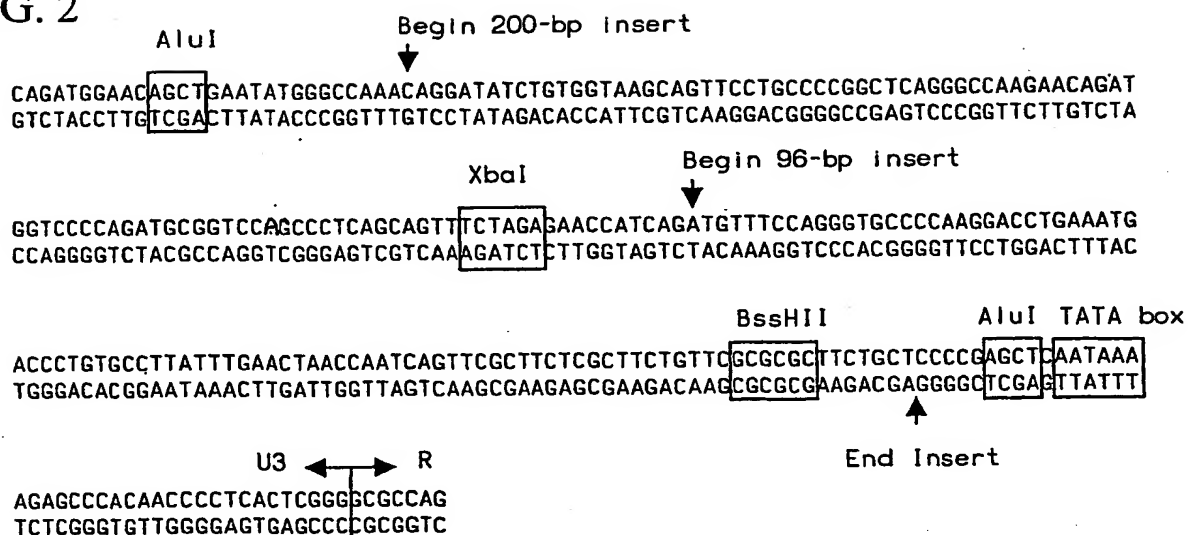 G. 2
Begin 200-bp insert
AluI
CAGATGGAACAGCTGAATATGGGCCAAACAGGATATCTGTGGTAAGCAGTTCCTGCCCCGGCTCAGGGCCAAGAACAGAT
GTCTACCTTGTCGACTTATACCCGGTTTGTCCTATAGACACCATTCGTCAAGGACGGGGCCGAGTCCCGGTTCTTGTCTA
Begin 96-bp insert
XbaI
GGTCCCCAGATGCGGTCCAGCCCTCAGCAGTTTCTAGAGAACCATCAGATGTTTCCAGGGTGCCCCAAGGACCTGAAATG
CCAGGGGTCTACGCCAGGTCGGGAGTCGTCAAAGATCTCTTGGTAGTCTACAAAGGTCCCACGGGGTTCCTGGACTTTAC
BssHII AluI TATA box
ACCCTGTGCCTTATTTGAACTAACCAATCAGTTCGCTTCTCGCTTCTGTTCGCGCGCTTCTGCTCCCCGAGCTCAATAAA
TGGGACACGGAATAAACTTGATTGGTTAGTCAAGCGAAGAGCGAAGACAAGCGCGCGAAGACGAGGGGCTCGAGTTATTT
End Insert
U3 R
AGAGCCCACAACCCCTCACTCGGGGCGCCAG
TCTCGGGTGTTGGGGAGTGAGCCCCGCGGTC